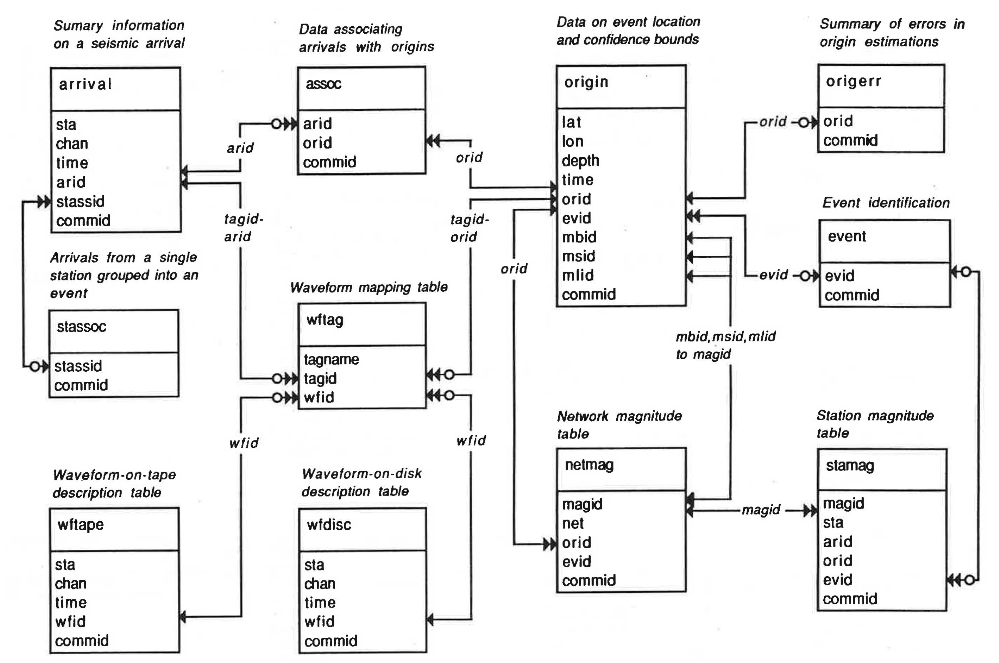 Sumary information
on a seismic arrival
arrival
sta
chan
time
arid
stassid
commid
Data associating
arrivals with origins
assoc
arid
orid
commid
Data on event location
and confidence bounds
origin
lat
lon
depth
time
orid
evid
mbid
msid
mlid
commid
Summary of errors in
origin estimations
origerr
orid
commid
arid
orid
orid
tagid-
arid
tagid-
orid
orid
evid
Event identification
event
evid
commid
Arrivals from a single
station grouped into an
event
stassoc
stassid
commid
Waveform mapping table
wftag
tagname
tagid
wfid
mbid,msid,mlid
to magid
wfid
wfid
Waveform-on-tape
description table
wftape
sta
chan
time
wfid
commid
Waveform-on-disk
description table
wfdisc
sta
chan
time
wfid
commid
Network magnitude
table
netmag
magid
net
orid
evid
commid
magid
Station magnitude
table
stamag
magid
sta
arid
orid
evid
commid